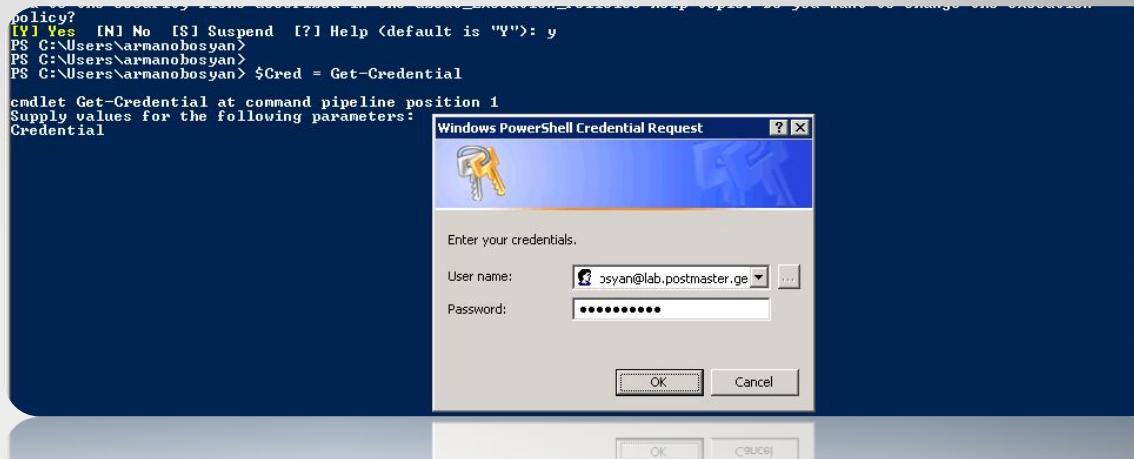 policy?
[Y] Yes  [N] No  [S] Suspend  [?] Help (default is "Y"): y
PS C:\Users\armanobosyan>
PS C:\Users\armanobosyan>
PS C:\Users\armanobosyan> $Cred = Get-Credential
cmdlet Get-Credential at command pipeline position 1
Supply values for the following parameters:
Credential
Windows PowerShell Credential Request
Enter your credentials.
User name:
osyan@lab.postmaster.ge
...
Password:
••••••••••
OK
Cancel
OK
Cancel